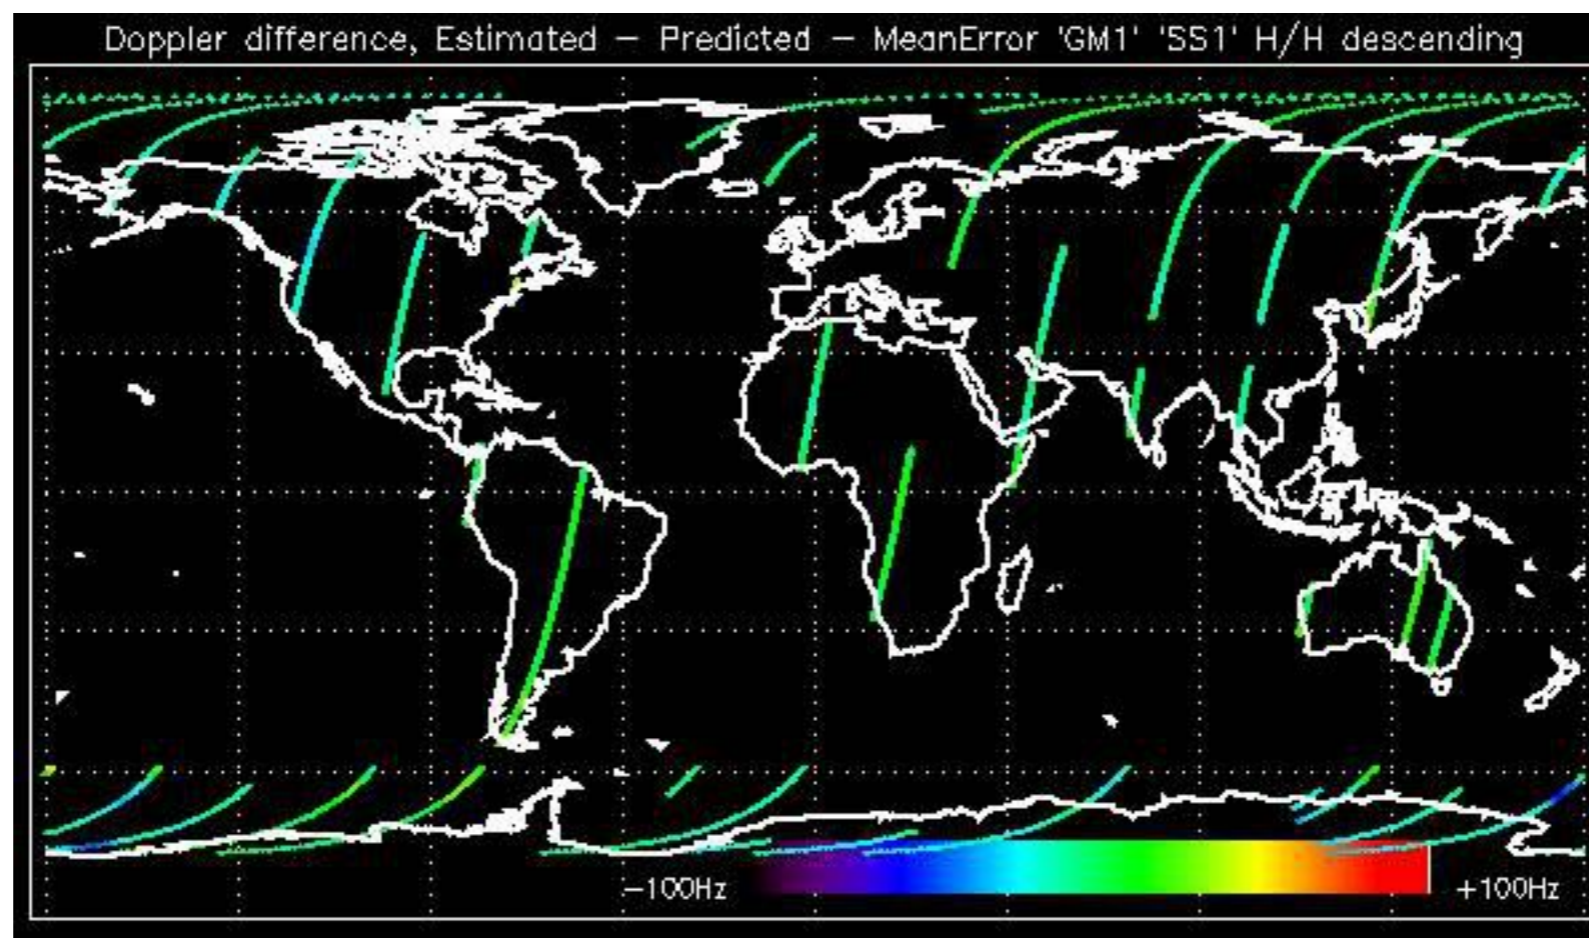 Doppler difference, Estimated – Predicted – MeanError 'GM1' 'SS1' H/H descending
–100Hz +100Hz